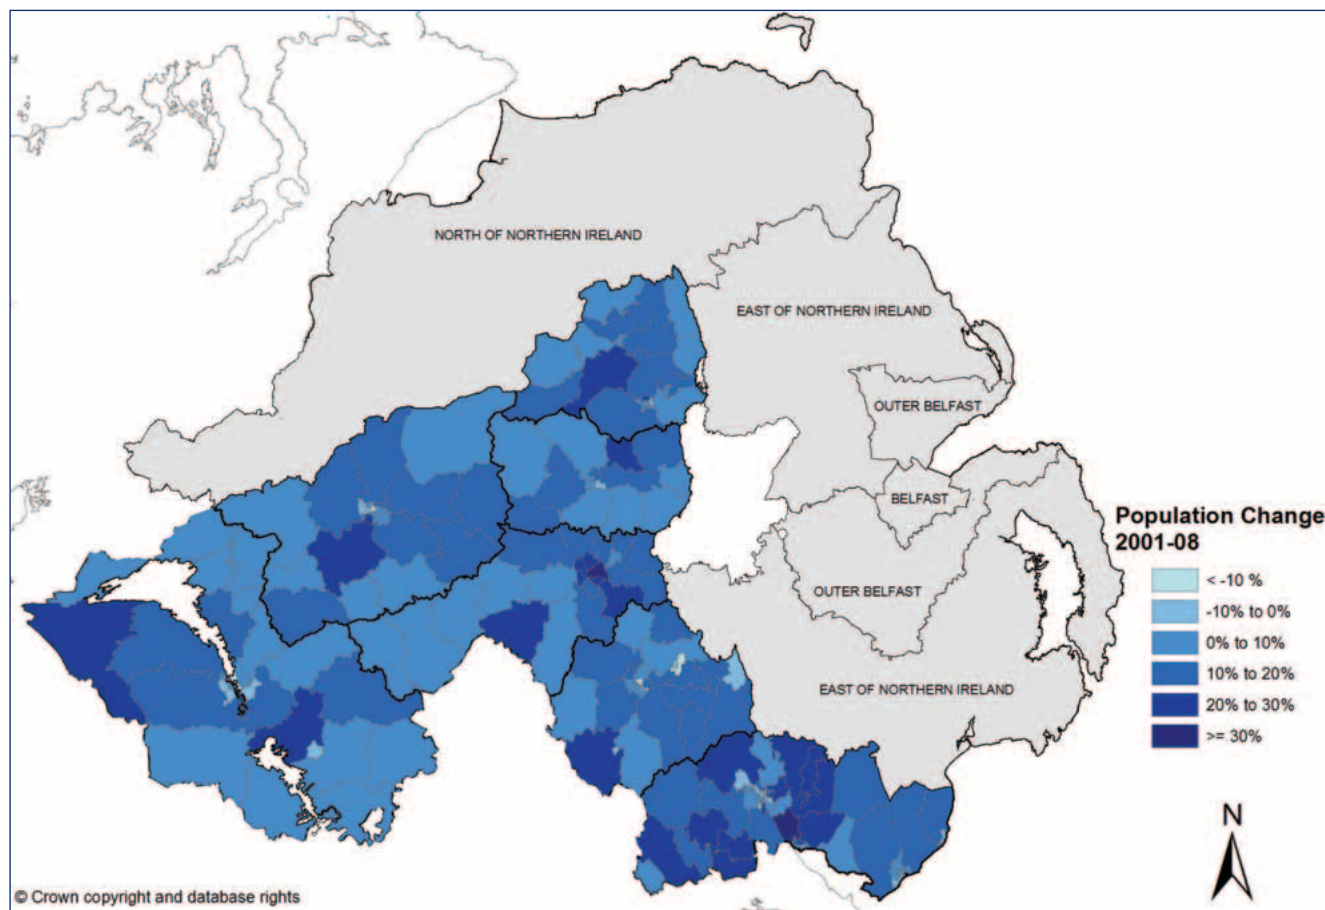 NORTH OF NORTHERN IRELAND
EAST OF NORTHERN IRELAND
OUTER BELFAST
BELFAST
OUTER BELFAST
EAST OF NORTHERN IRELAND
Population Change
2001-08
< -10 %
-10% to 0%
0% to 10%
10% to 20%
20% to 30%
>= 30%
N
© Crown copyright and database rights